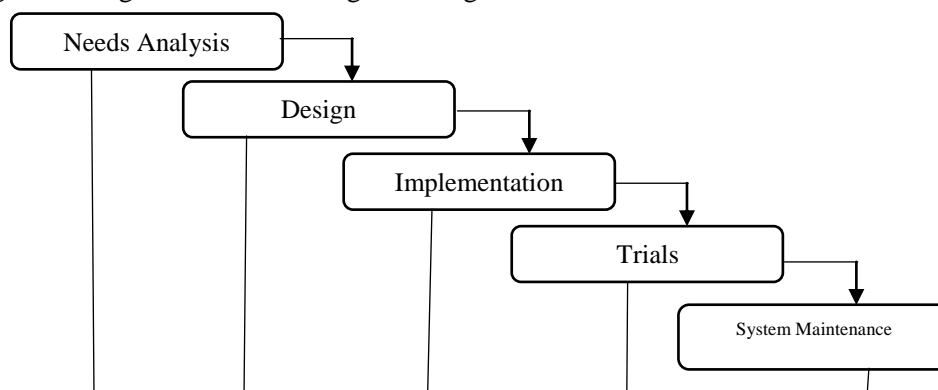 Needs Analysis
Design
Implementation
Trials
System Maintenance